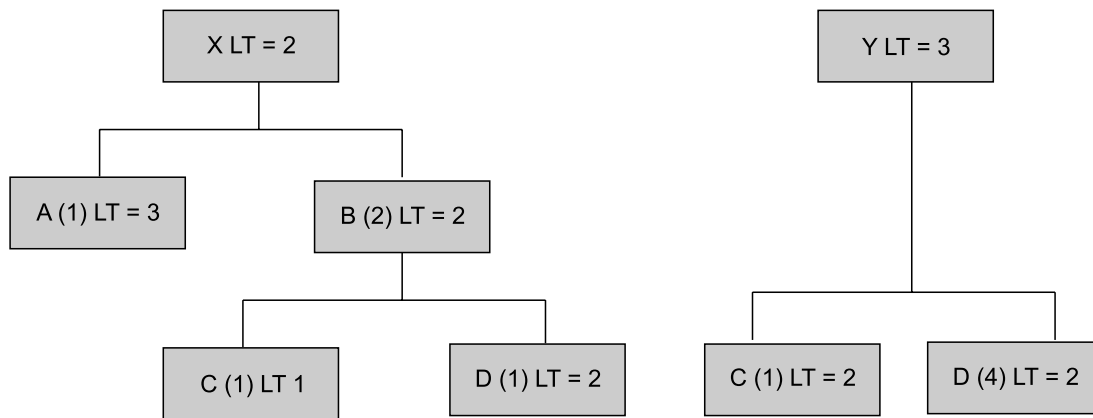 X LT = 2
Y LT = 3
A (1) LT = 3
B (2) LT = 2
C (1) LT 1
D (1) LT = 2
C (1) LT = 2
D (4) LT = 2